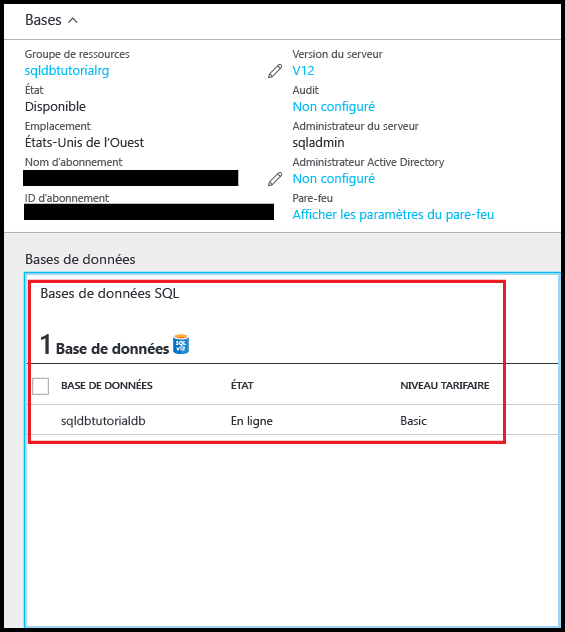 Bases
Groupe de ressources
sqldbtutorialrg
État
Disponible
Emplacement
États-Unis de l'Ouest
Nom d'abonnement
ID d'abonnement
Version du serveur
V12
Audit
Non configuré
Administrateur du serveur
sqladmin
Administrateur Active Directory
Non configuré
Pare-feu
Afficher les paramètres du pare-feu
Bases de données
Bases de données SQL
1 Base de données SQL V12
BASE DE DONNÉES ÉTAT NIVEAU TARIFAIRE
sqldbtutorialdb En ligne Basic